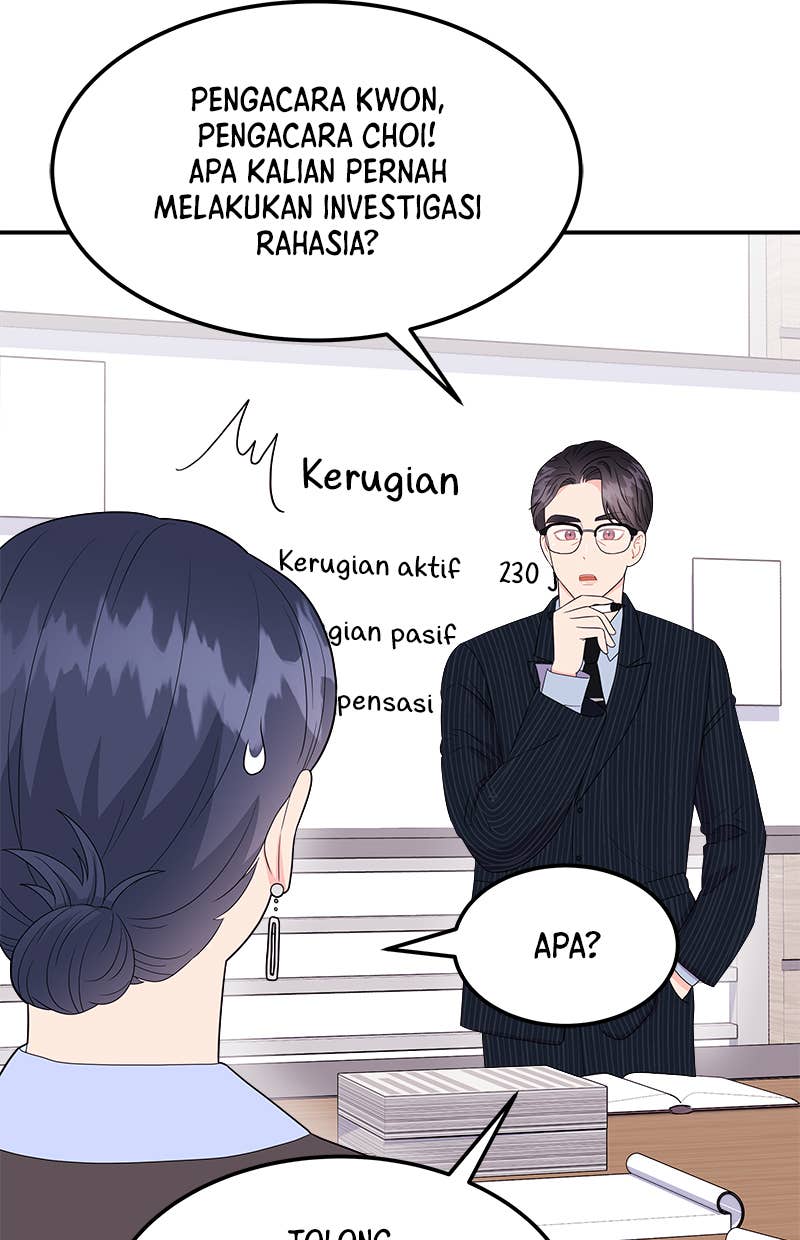 PENGACARA KWON,
PENGACARA CHOI!
APA KALIAN PERNAH
MELAKUKAN INVESTIGASI
RAHASIA?
Kerugian
Kerugian aktif 230 j
gian pasif
pensasi
APA?
TOLONG